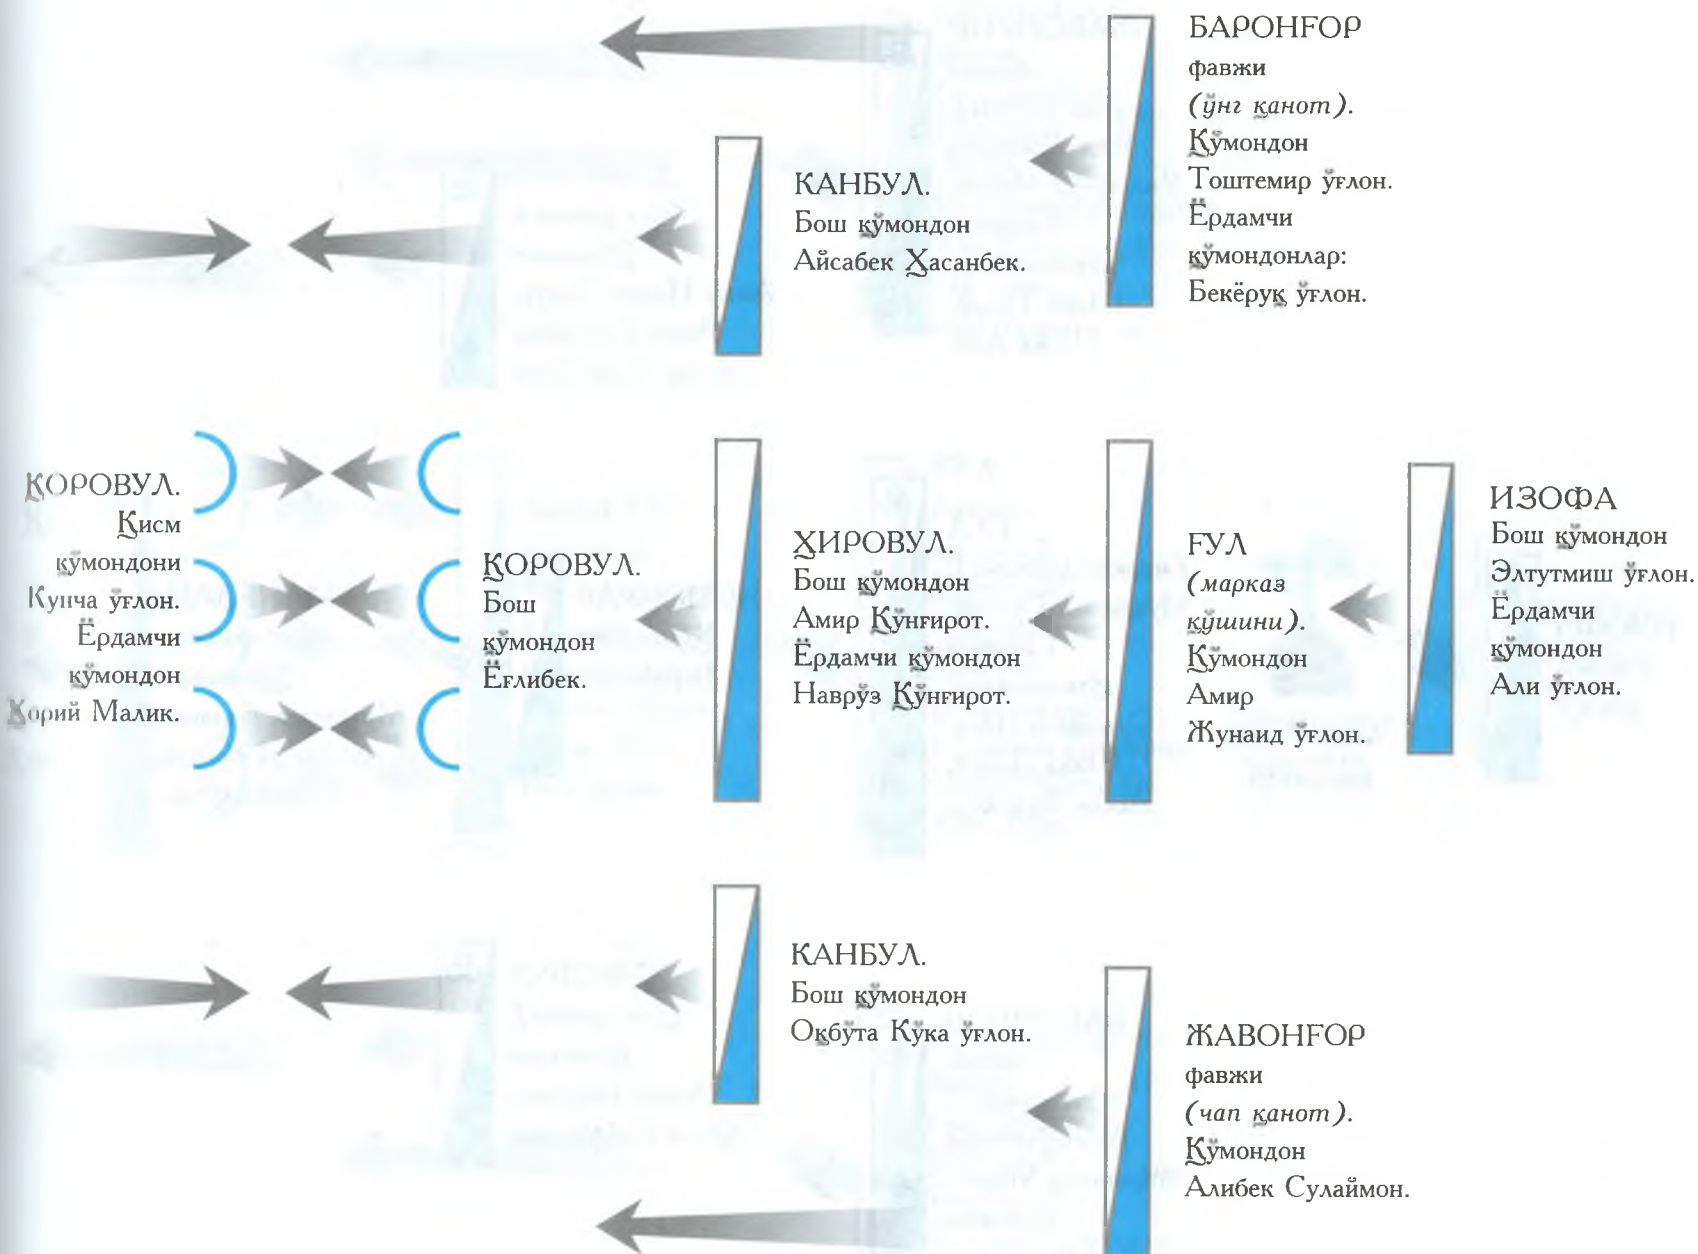 БАРОНҒОР
фавжи
(ўнг қанот).
Қўмондон
Тоштемир ўғлон.
Ёрдамчи
қўмондонлар:
Бекёруқ ўғлон.
КАНБУЛ.
Бош қўмондон
Айсабек Ҳасанбек.
ҚОРОВУЛ.
Қисм
қўмондони
Кунча ўғлон.
Ёрдамчи
қўмондон
Қорий Малик.
ҚОРОВУЛ.
Бош
қўмондон
Ёғлибек.
ҲИРОВУЛ.
Бош қўмондон
Амир Қўнғирот.
Ёрдамчи қўмондон
Наврўз Қўнғирот.
ҒУЛ
(марказ
қўшини).
Қўмондон
Амир
Жунаид ўғлон.
ИЗОФА
Бош қўмондон
Элтутмиш ўғлон.
Ёрдамчи
қўмондон
Али ўғлон.
КАНБУЛ.
Бош қўмондон
Оқбўта Кўка ўғлон.
ЖАВОНҒОР
фавжи
(чап қанот).
Қўмондон
Алибек Сулаймон.